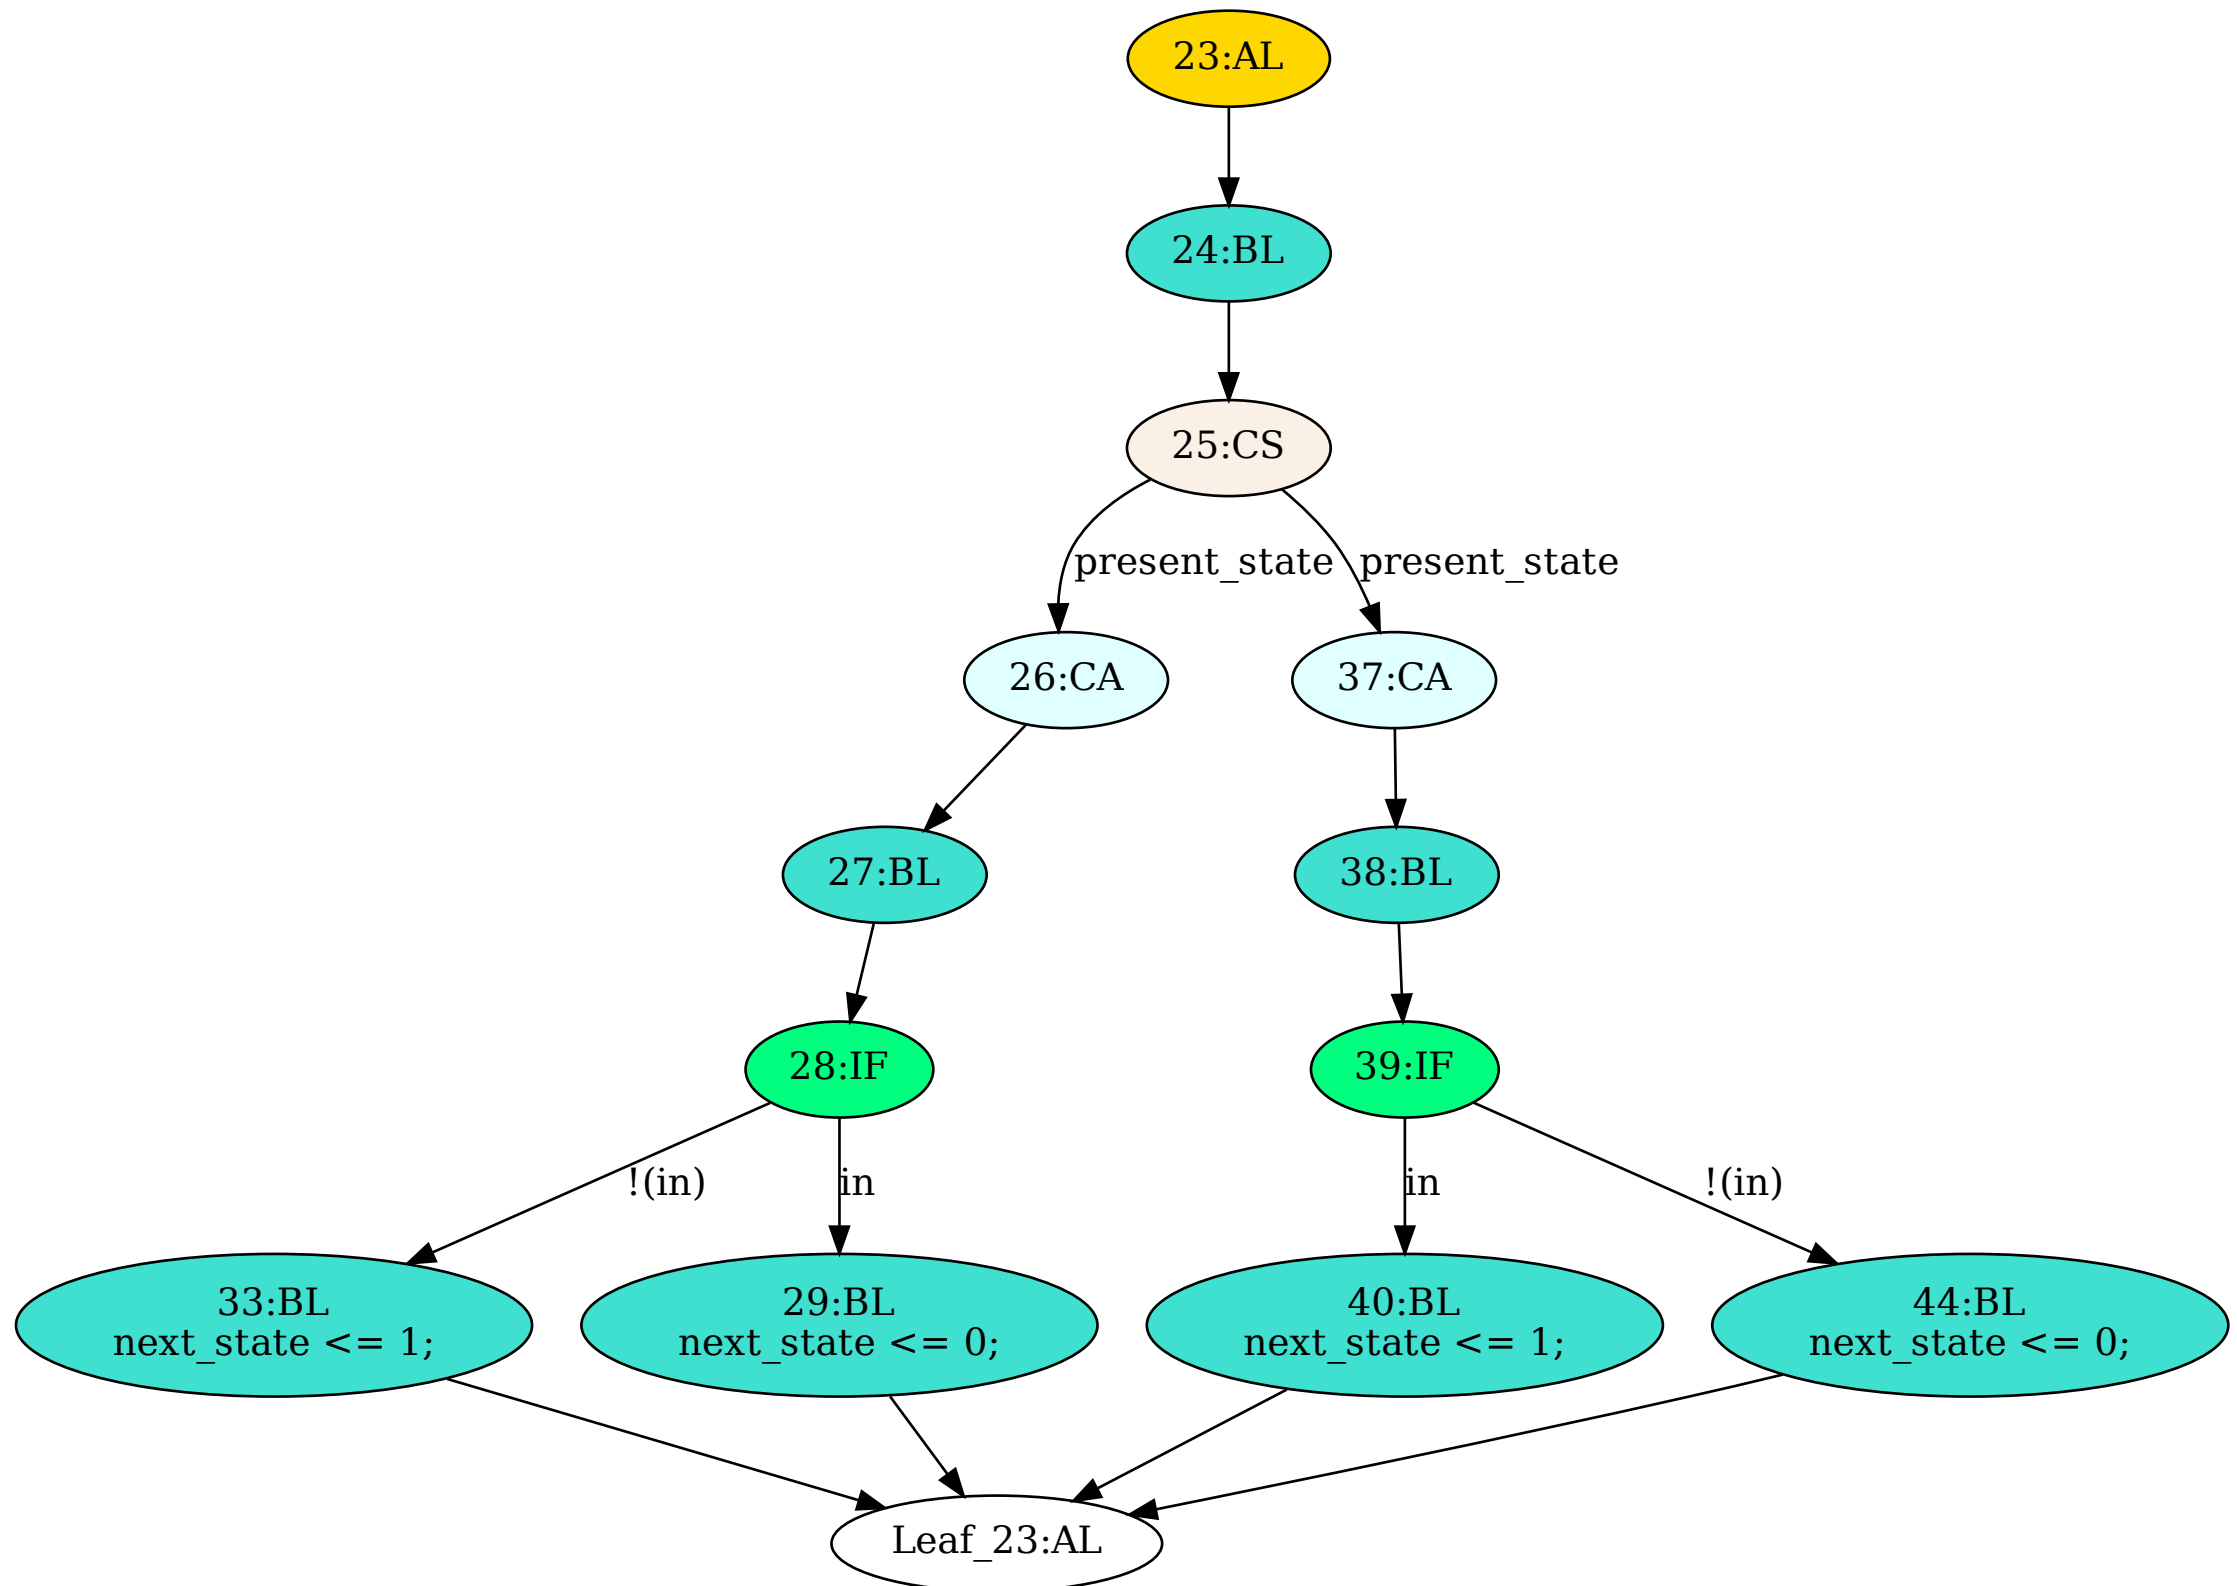 23:AL
24:BL
25:CS
present_state
present_state
26:CA
37:CA
27:BL
38:BL
28:IF
39:IF
!(in)
in
in
!(in)
33:BL
next_state <= 1;
29:BL
next_state <= 0;
40:BL
next_state <= 1;
44:BL
next_state <= 0;
Leaf_23:AL